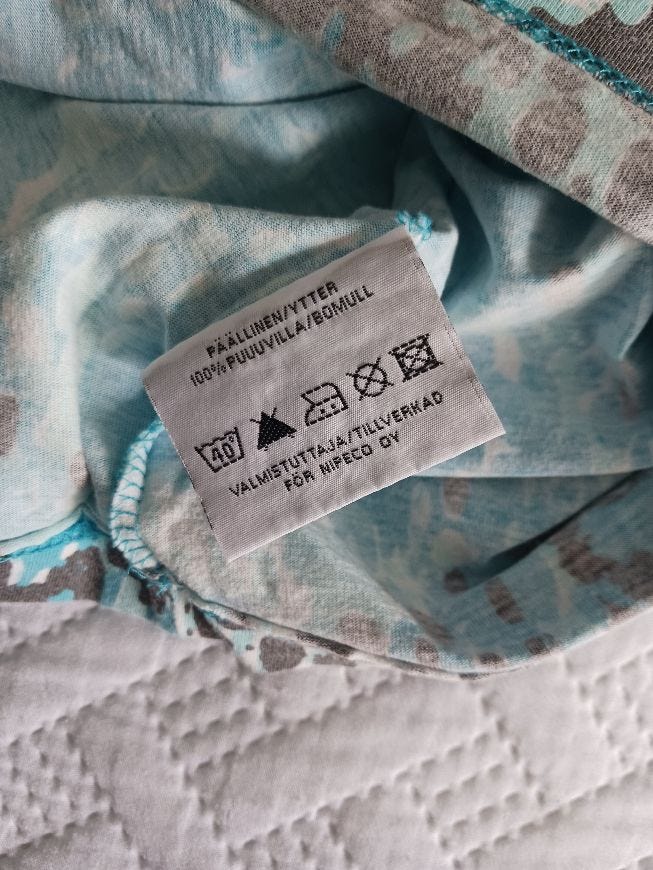 PÄÄLLINEN/YTTER
100% PUUVILLA/BOMULL
40°
VALMISTUTTAJA/TILLVERKAD
FÖR NIPECO OY